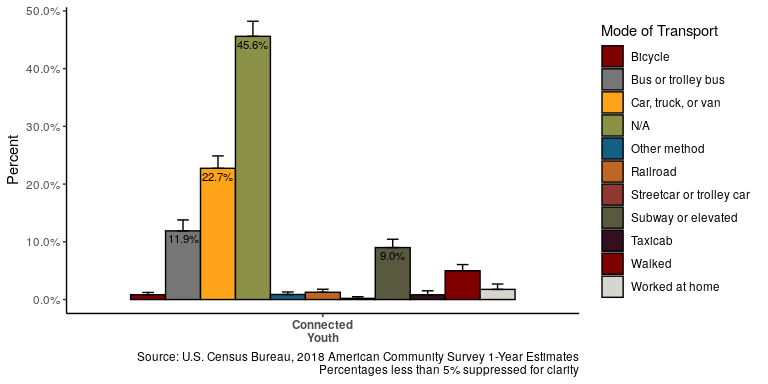 50.0%
40.0%
30.0%
20.0%
10.0%
0.0%
Percent
11.9%
22.7%
45.6%
9.0%
Connected
Youth
Mode of Transport
Bicycle
Bus or trolley bus
Car, truck, or van
N/A
Other method
Railroad
Streetcar or trolley car
Subway or elevated
Taxicab
Walked
Worked at home
Source: U.S. Census Bureau, 2018 American Community Survey 1-Year Estimates
Percentages less than 5% suppressed for clarity